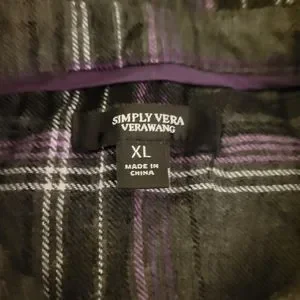 SIMPLY VERA
VERAWANG
XL
MADE IN
CHINA